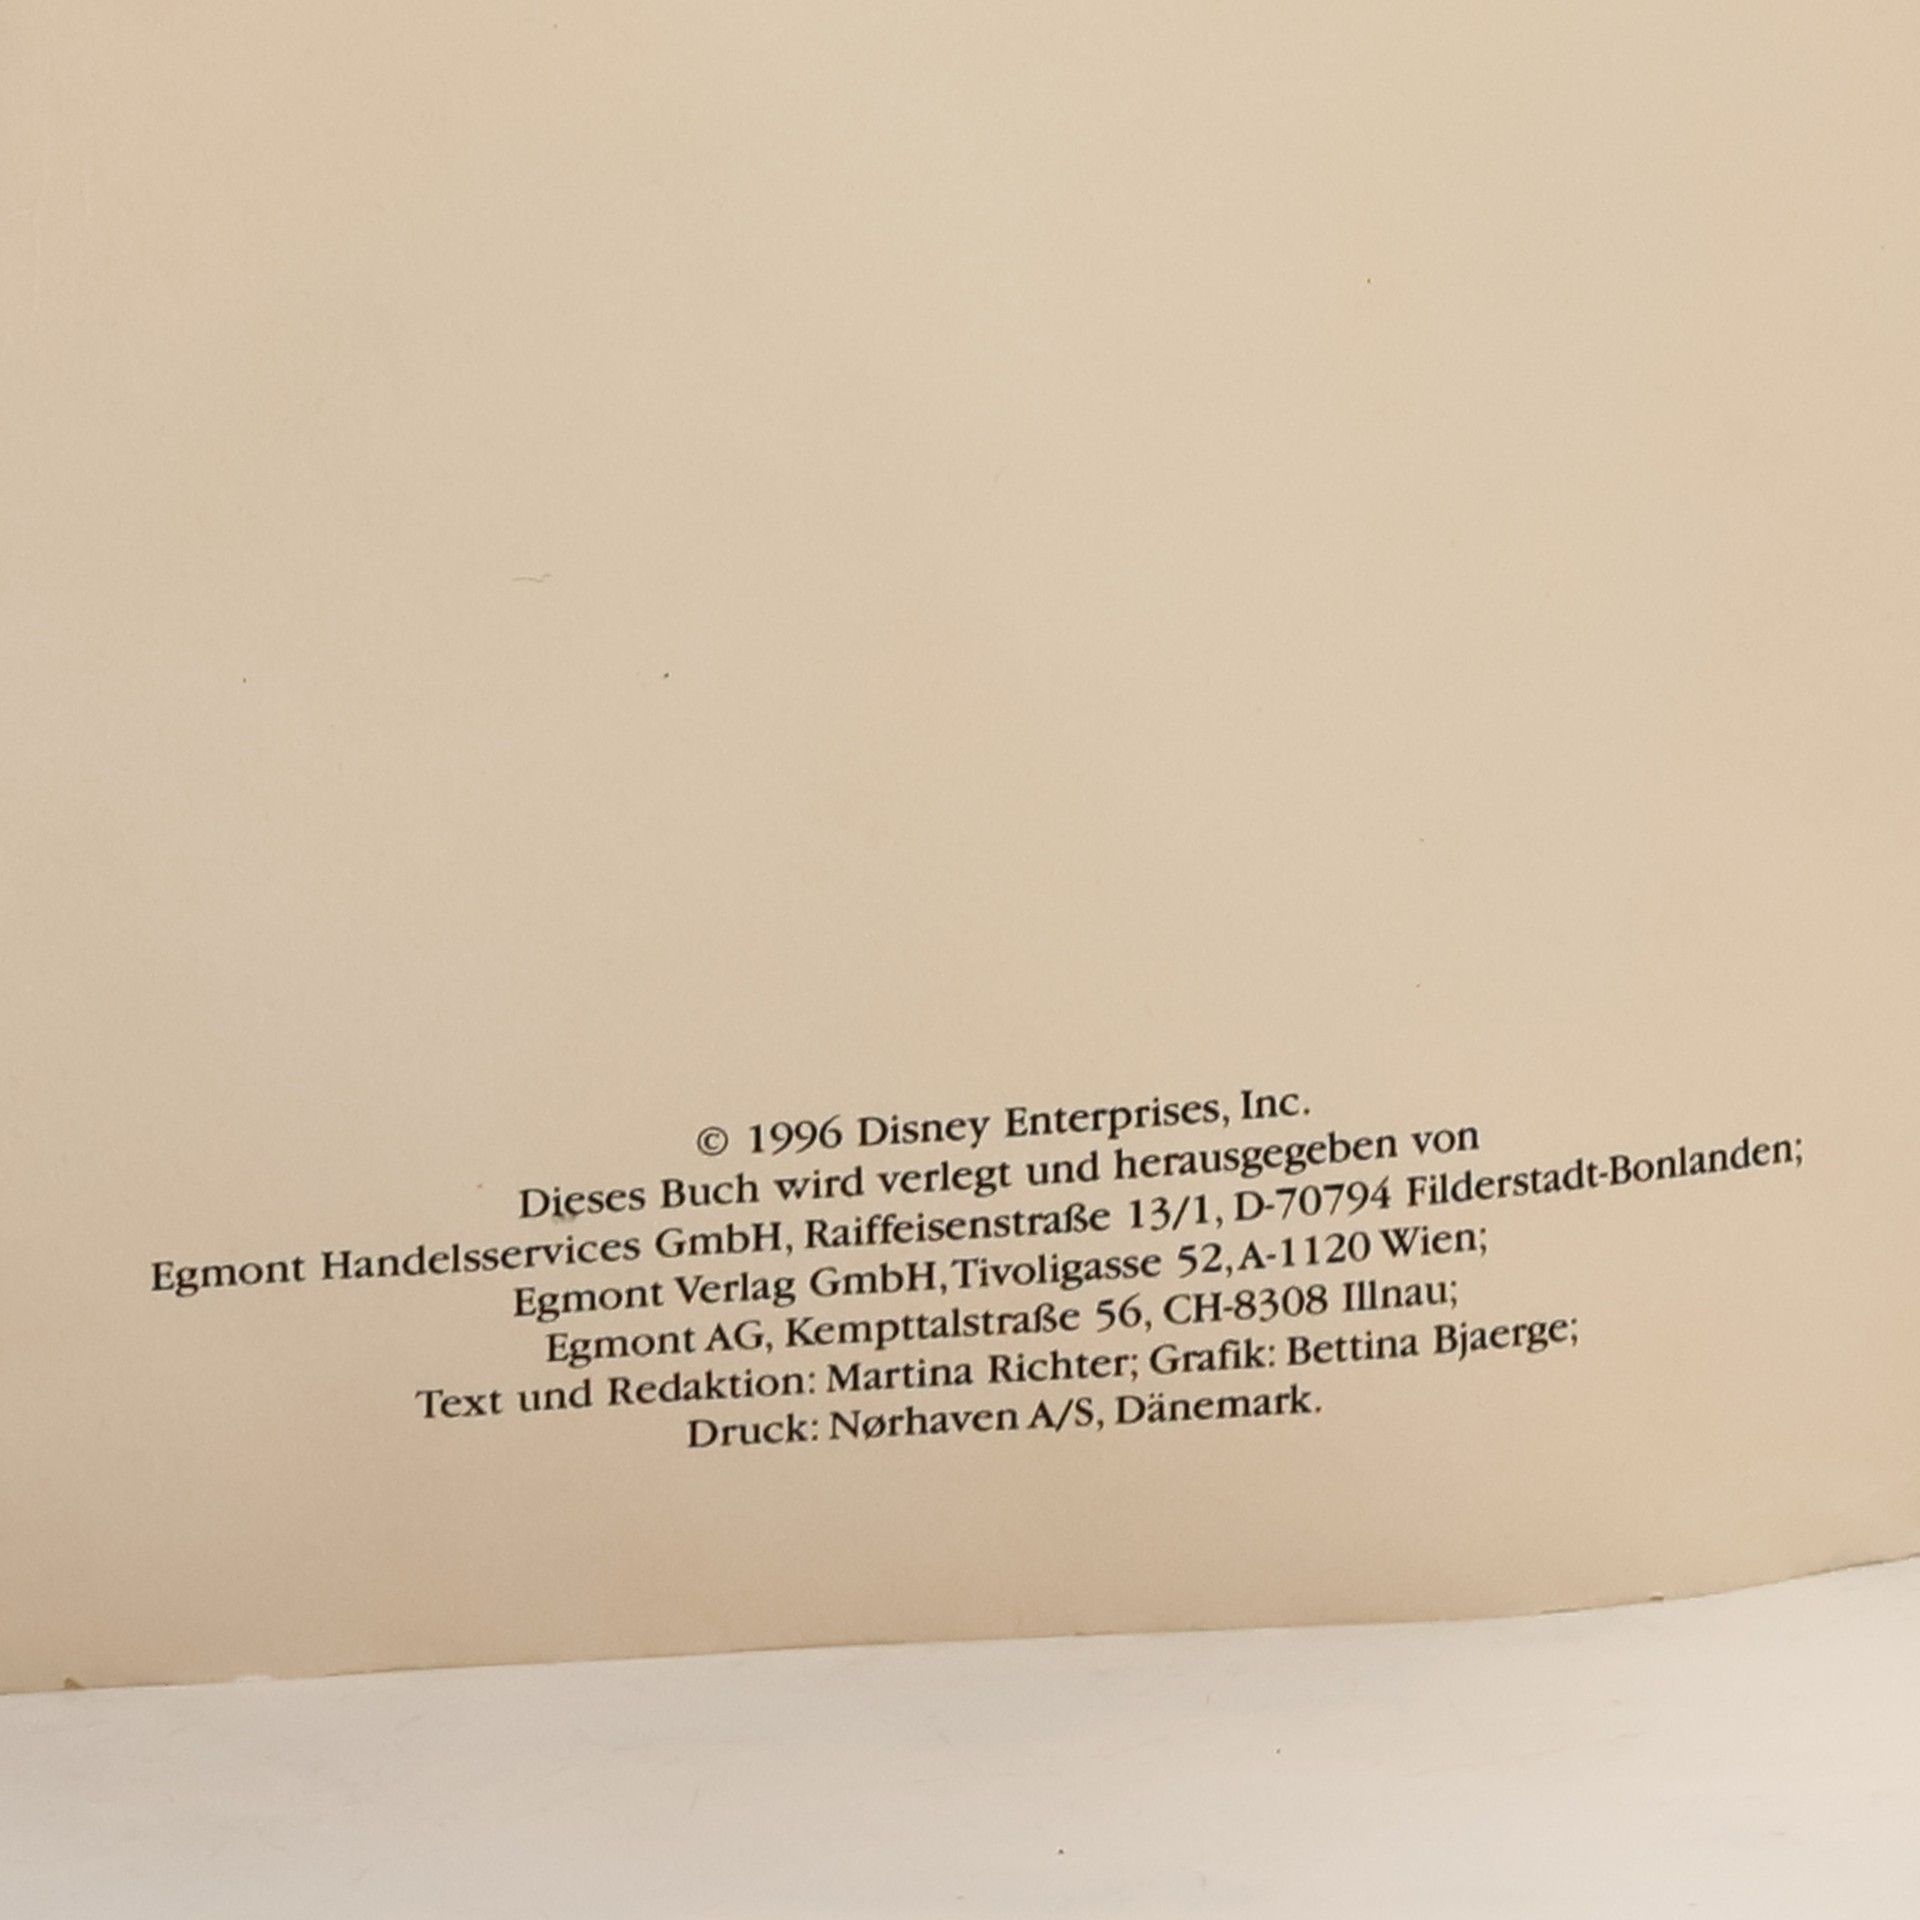 © 1996 Disney Enterprises, Inc.
Dieses Buch wird verlegt und herausgegeben von
Egmont Handelsservices GmbH, Raiffeisenstraße 13/1, D-70794 Filderstadt-Bonlanden;
Egmont Verlag GmbH, Tivoligasse 52, A-1120 Wien;
Egmont AG, Kempttalstraße 56, CH-8308 Illnau;
Text und Redaktion: Martina Richter; Grafik: Bettina Bjaerge;
Druck: Nørhaven A/S, Dänemark.